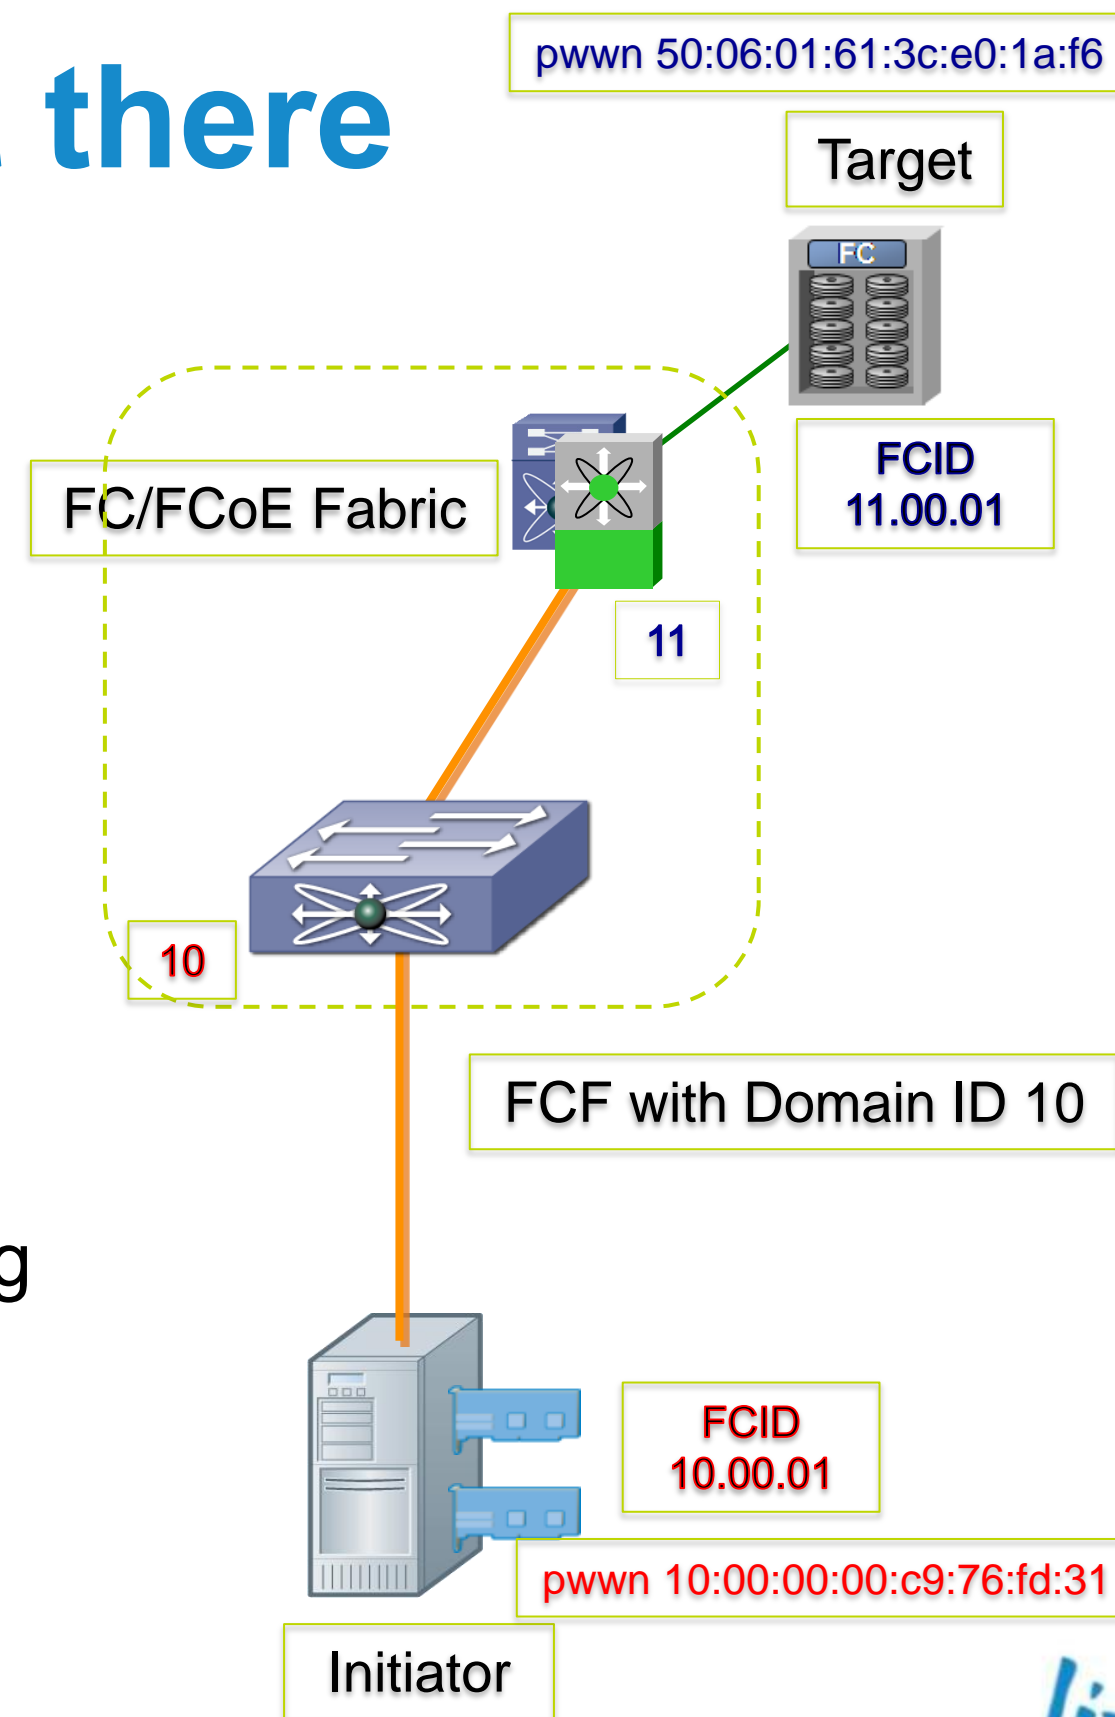 pwwn 50:06:01:61:3c:e0:1a:f6
there
Target
FC
FC/FCoE Fabric
FCID
11.00.01
11
10
FCF with Domain ID 10
g
FCID
10.00.01
pwwn 10:00:00:00:c9:76:fd:31
Initiator